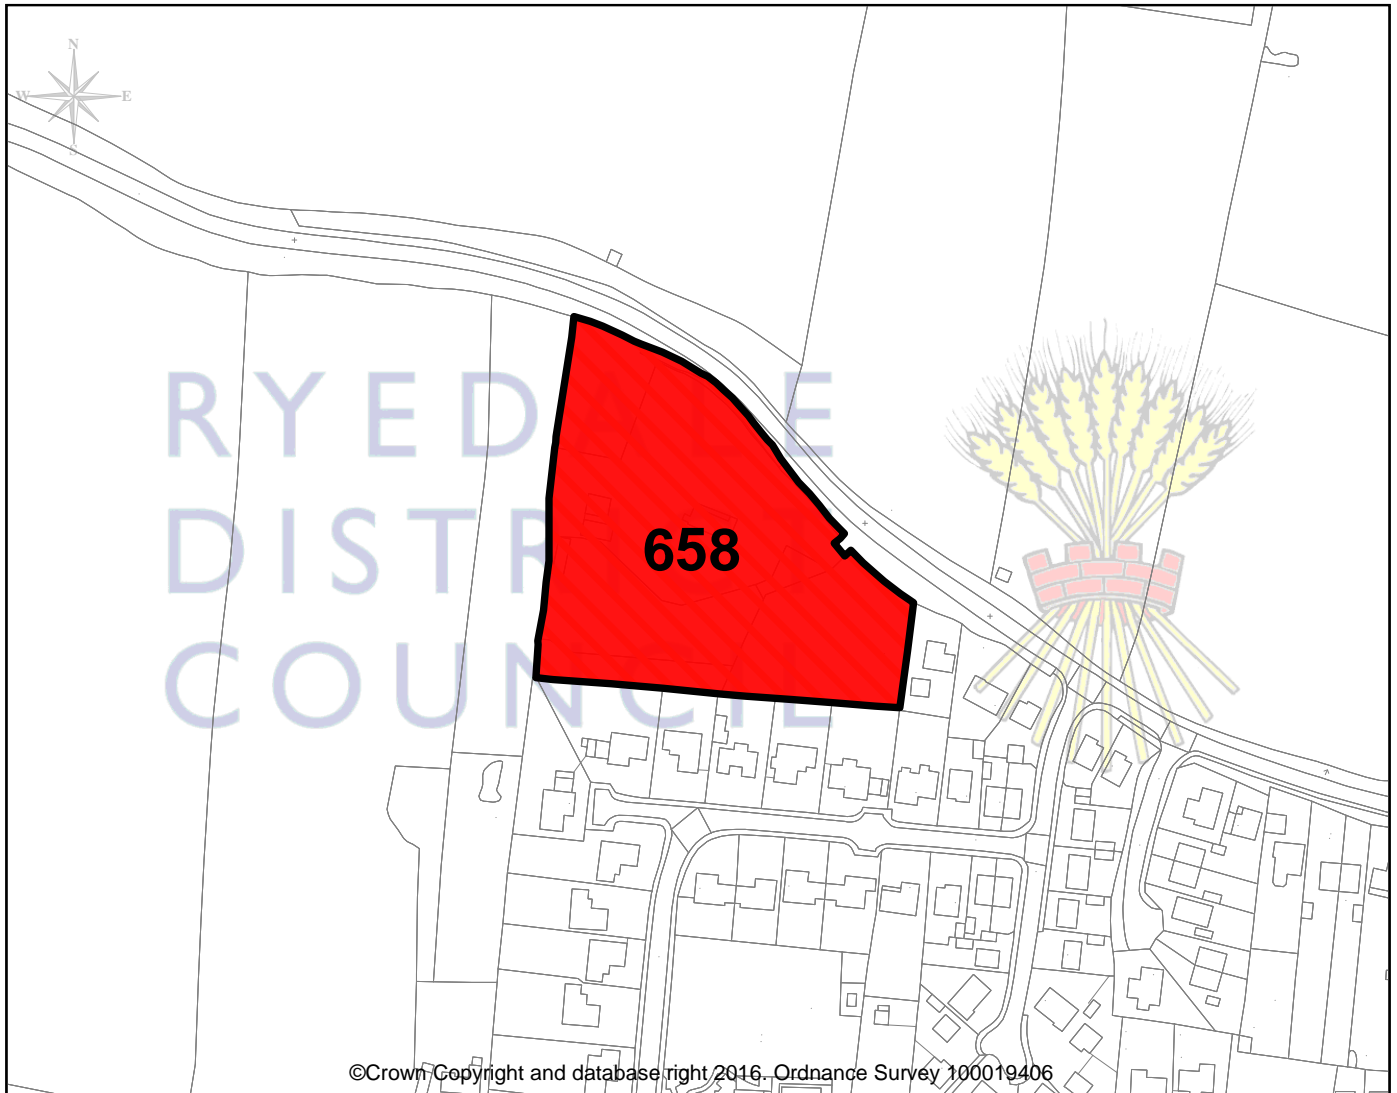 N
W E
S
RYEDALE
DISTRICT
COUNCIL
658
©Crown Copyright and database right 2016. Ordnance Survey 100019406